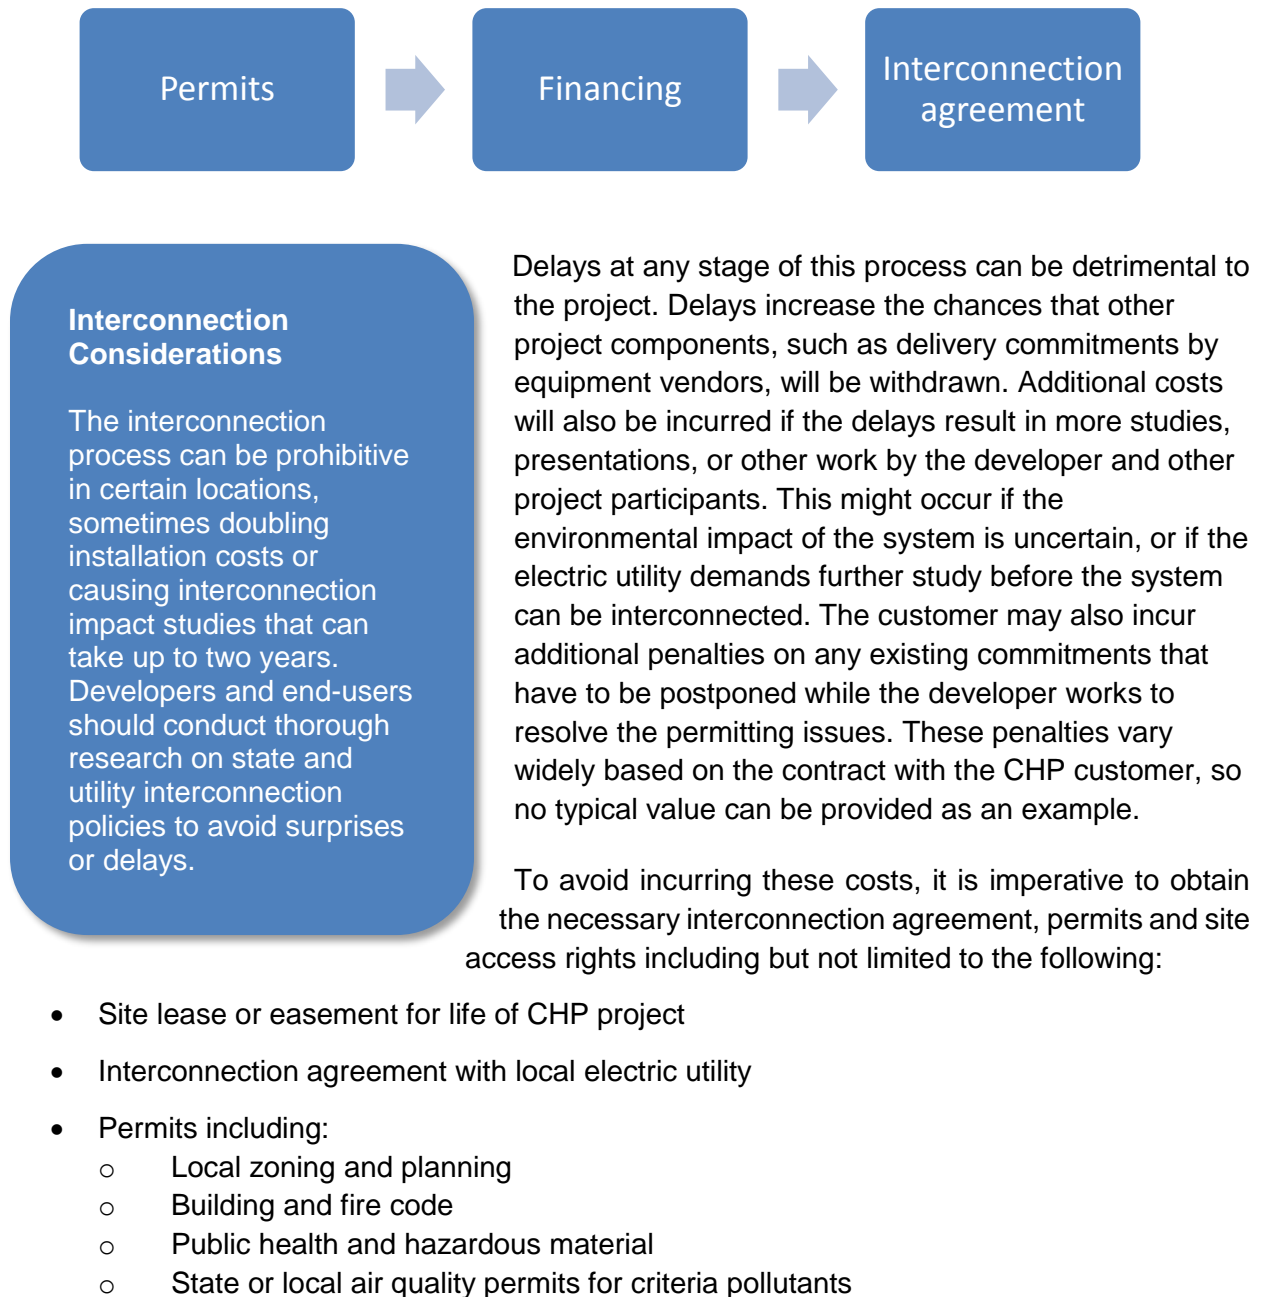 Permits
Financing
Interconnection
agreement
Interconnection
Considerations
The interconnection
process can be prohibitive
in certain locations,
sometimes doubling
installation costs or
causing interconnection
impact studies that can
take up to two years.
Developers and end-users
should conduct thorough
research on state and
utility interconnection
policies to avoid surprises
or delays.
Delays at any stage of this process can be detrimental to
the project. Delays increase the chances that other
project components, such as delivery commitments by
equipment vendors, will be withdrawn. Additional costs
will also be incurred if the delays result in more studies,
presentations, or other work by the developer and other
project participants. This might occur if the
environmental impact of the system is uncertain, or if the
electric utility demands further study before the system
can be interconnected. The customer may also incur
additional penalties on any existing commitments that
have to be postponed while the developer works to
resolve the permitting issues. These penalties vary
widely based on the contract with the CHP customer, so
no typical value can be provided as an example.
To avoid incurring these costs, it is imperative to obtain
the necessary interconnection agreement, permits and site
access rights including but not limited to the following:
• Site lease or easement for life of CHP project
• Interconnection agreement with local electric utility
• Permits including:
o Local zoning and planning
o Building and fire code
o Public health and hazardous material
o State or local air quality permits for criteria pollutants